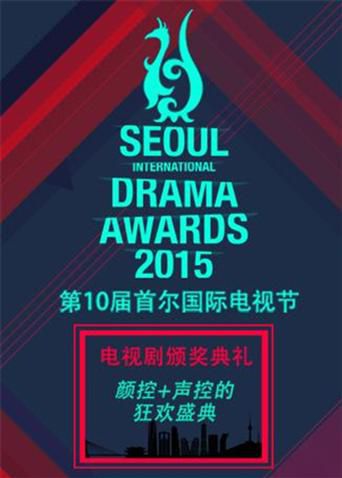 SEOUL
INTERNATIONAL
DRAMA
AWARDS
2015
第10届首尔国际电视节
电视剧颁奖典礼
颜控+声控的
狂欢盛典